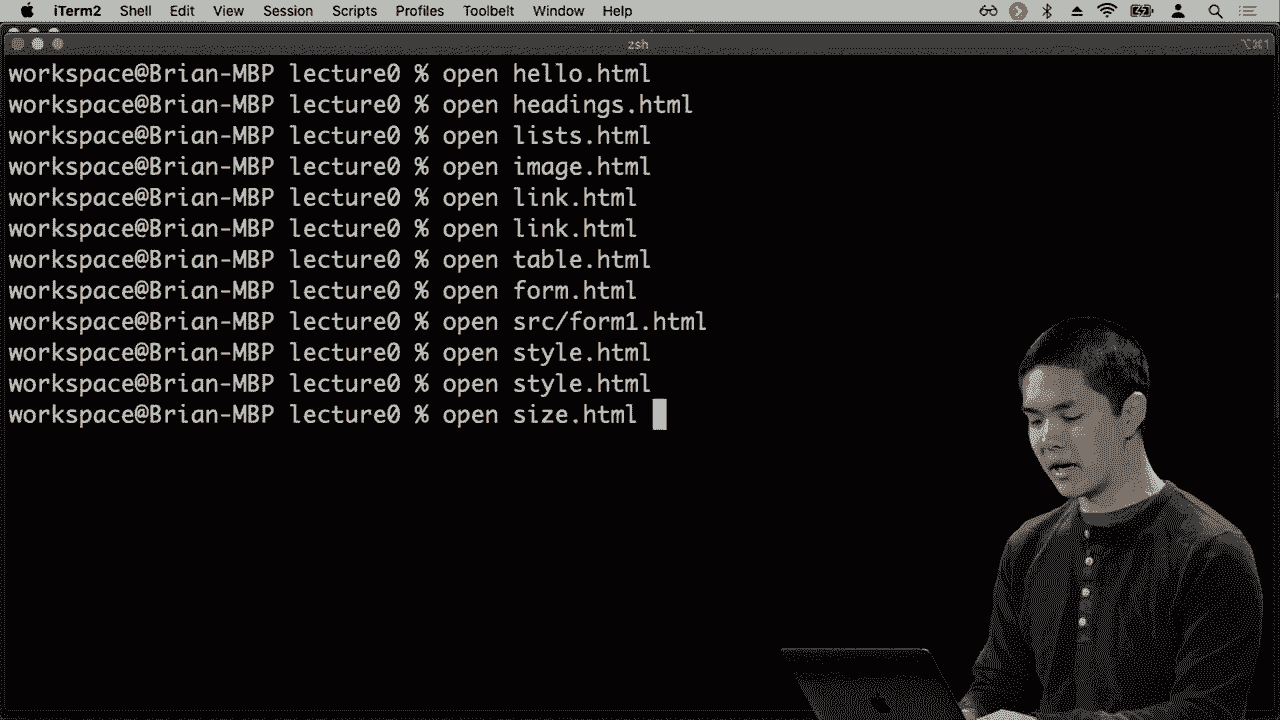 iTerm2 Shell Edit View Session Scripts Profiles Toolbelt Window Help
zsh ⌥⌘1
workspace@Brian-MBP lecture0 % open hello.html
workspace@Brian-MBP lecture0 % open headings.html
workspace@Brian-MBP lecture0 % open lists.html
workspace@Brian-MBP lecture0 % open image.html
workspace@Brian-MBP lecture0 % open link.html
workspace@Brian-MBP lecture0 % open link.html
workspace@Brian-MBP lecture0 % open table.html
workspace@Brian-MBP lecture0 % open form.html
workspace@Brian-MBP lecture0 % open src/form1.html
workspace@Brian-MBP lecture0 % open style.html
workspace@Brian-MBP lecture0 % open style.html
workspace@Brian-MBP lecture0 % open size.html